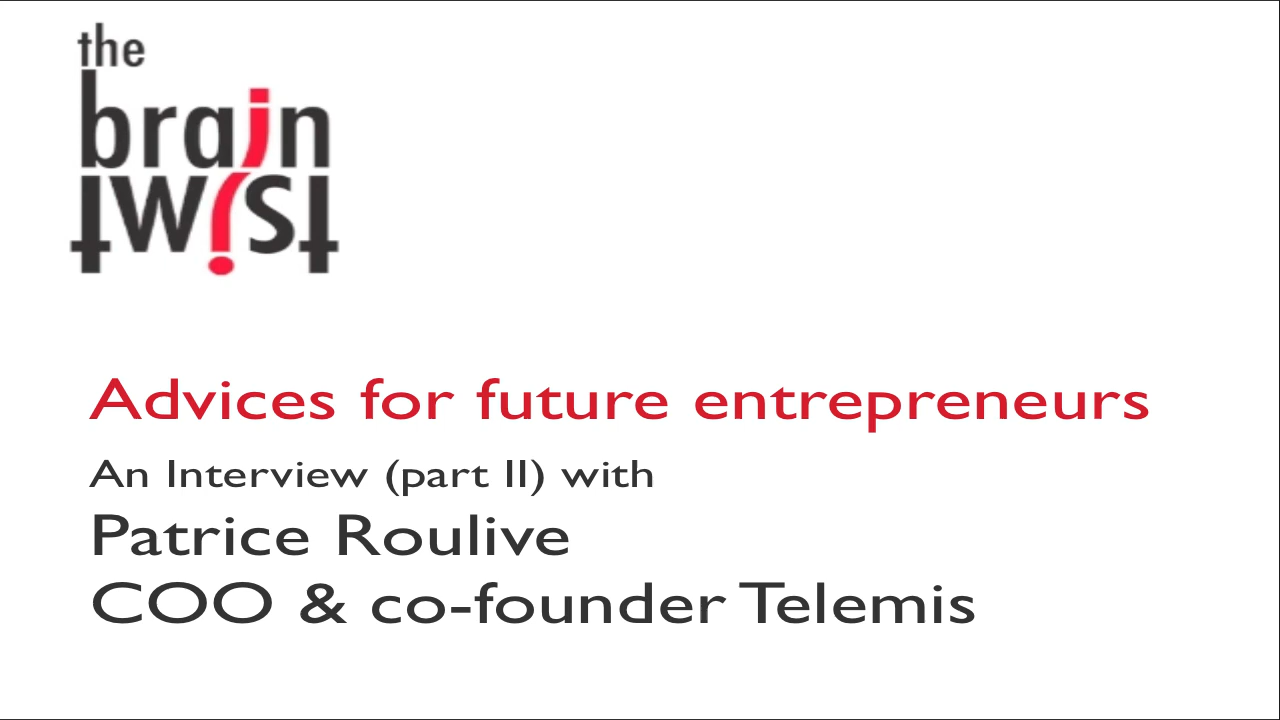 the
brain
twist
Advices for future entrepreneurs
An Interview (part II) with
Patrice Roulive
COO & co-founder Telemis